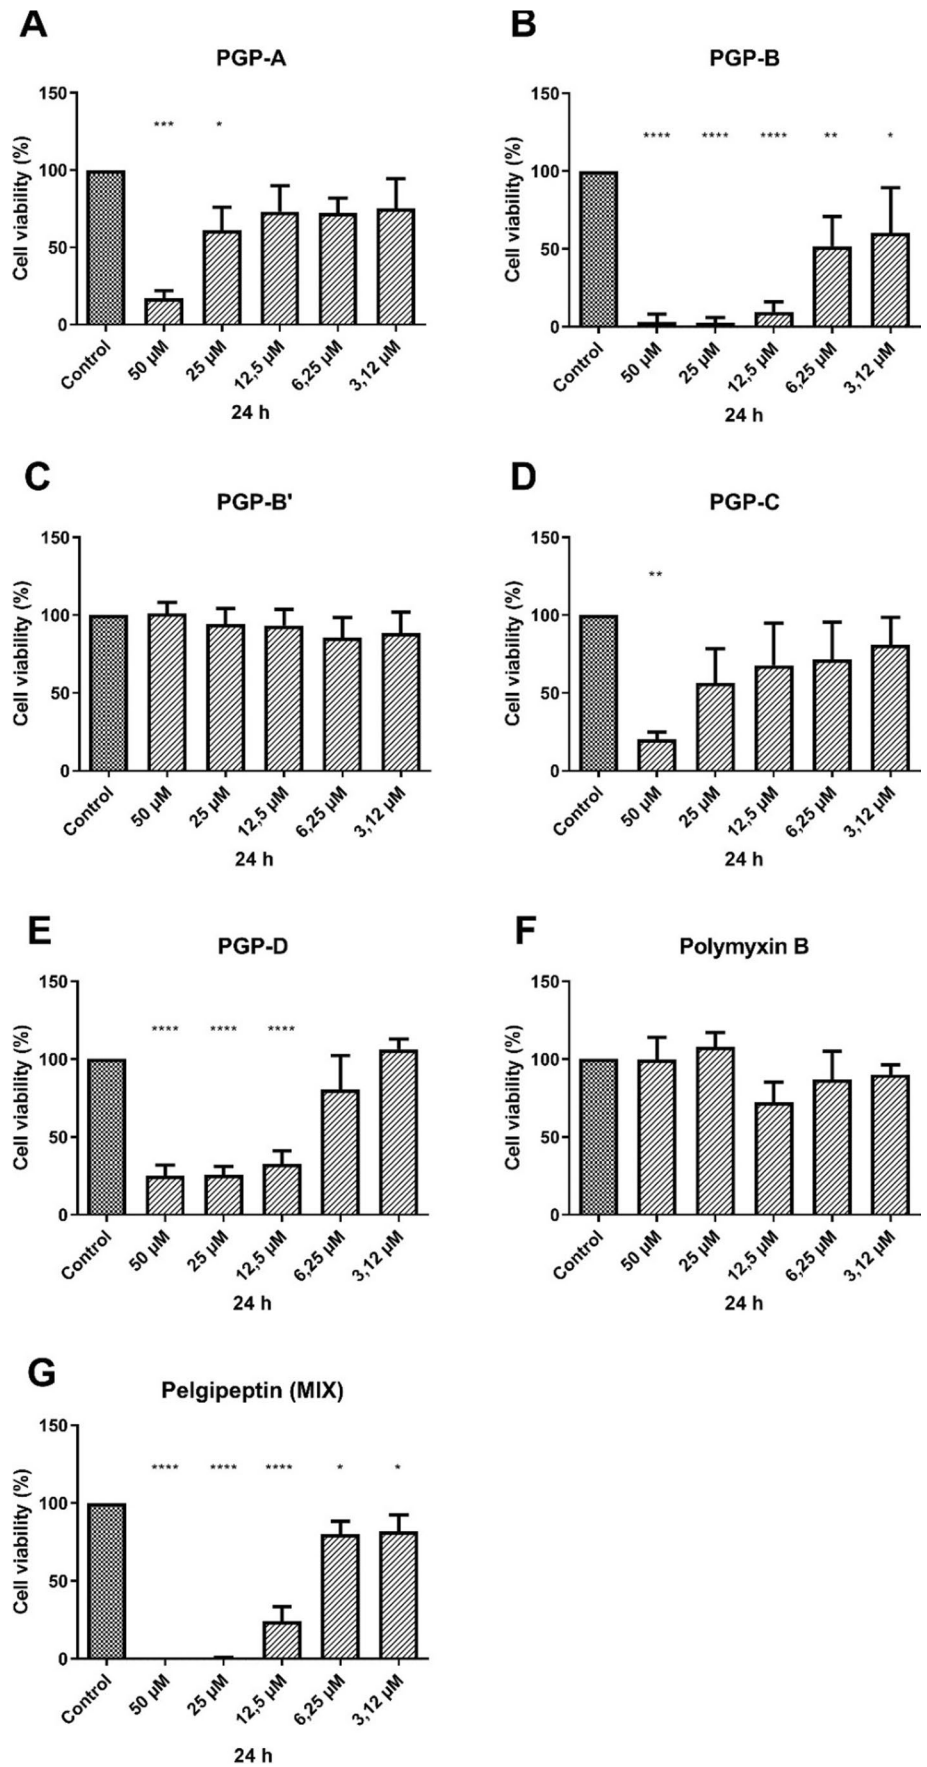 A
PGP-A
Cell viability (%)
150
100
50
0
*** *
Control 50 µM 25 µM 12,5 µM 6,25 µM 3,12 µM
24 h
B
PGP-B
Cell viability (%)
150
100
50
0
**** **** **** ** *
Control 50 µM 25 µM 12,5 µM 6,25 µM 3,12 µM
24 h
C
PGP-B'
Cell viability (%)
150
100
50
0
Control 50 µM 25 µM 12,5 µM 6,25 µM 3,12 µM
24 h
D
PGP-C
Cell viability (%)
150
100
50
0
**
Control 50 µM 25 µM 12,5 µM 6,25 µM 3,12 µM
24 h
E
PGP-D
Cell viability (%)
150
100
50
0
**** **** ****
Control 50 µM 25 µM 12,5 µM 6,25 µM 3,12 µM
24 h
F
Polymyxin B
Cell viability (%)
150
100
50
0
Control 50 µM 25 µM 12,5 µM 6,25 µM 3,12 µM
24 h
G
Pelgipeptin (MIX)
Cell viability (%)
150
100
50
0
**** **** **** * *
Control 50 µM 25 µM 12,5 µM 6,25 µM 3,12 µM
24 h